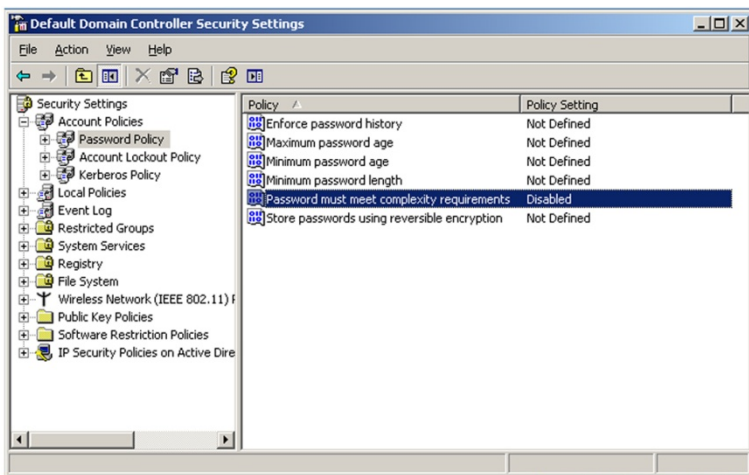 Default Domain Controller Security Settings
File Action View Help
Security Settings
Account Policies
Password Policy
Account Lockout Policy
Kerberos Policy
Local Policies
Event Log
Restricted Groups
System Services
Registry
File System
Wireless Network (IEEE 802.11) P
Public Key Policies
Software Restriction Policies
IP Security Policies on Active Dire
Policy Policy Setting
Enforce password history Not Defined
Maximum password age Not Defined
Minimum password age Not Defined
Minimum password length Not Defined
Password must meet complexity requirements Disabled
Store passwords using reversible encryption Not Defined